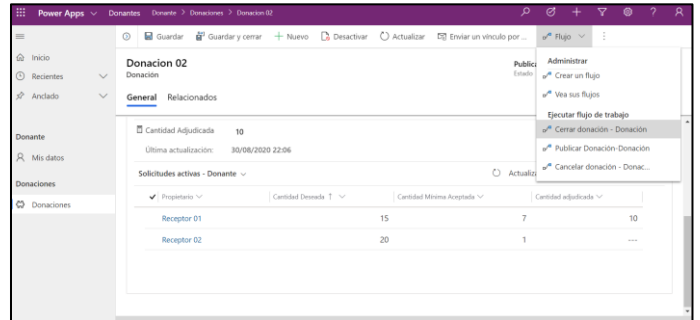 Power Apps Donantes Donante > Donaciones > Donacion 02
Guardar Guardar y cerrar Nuevo Desactivar Actualizar Enviar un vínculo por ... Flujo
Inicio
Recientes
Anclado
Donante
Mis datos
Donaciones
Donaciones
Donacion 02
Donación
Estado
General Relacionados
Administrar
Crear un flujo
Vea sus flujos
Ejecutar flujo de trabajo
Cerrar donación - Donación
Publicar Donación-Donación
Cancelar donación - Donac...
Cantidad Adjudicada 10
Última actualización: 30/08/2020 22:06
Solicitudes activas - Donante
Propietario Cantidad Deseada ↑ Cantidad Mínima Aceptada Cantidad adjudicada
Receptor 01 15 7 10
Receptor 02 20 1 ---